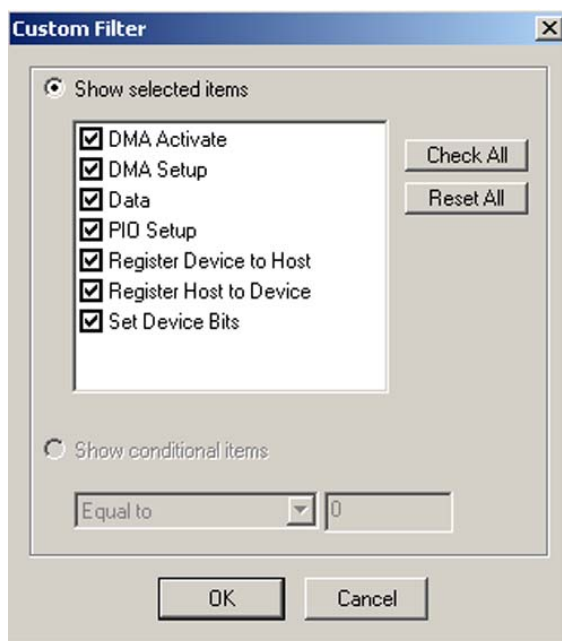 Custom Filter
Show selected items
DMA Activate
DMA Setup
Data
PIO Setup
Register Device to Host
Register Host to Device
Set Device Bits
Check All
Reset All
Show conditional items
Equal to
0
OK
Cancel